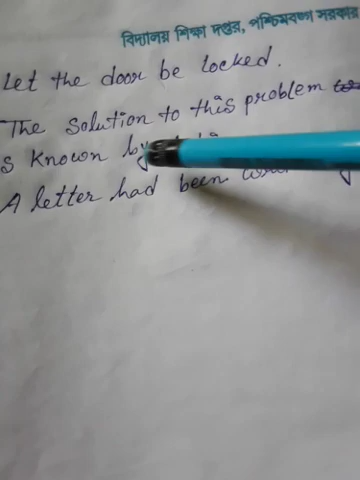 বিদ্যালয় শিক্ষা দপ্তর, পশ্চিমবঙ্গ সরকার
Let the door be locked.
The solution to this problem
s known by
A letter had been